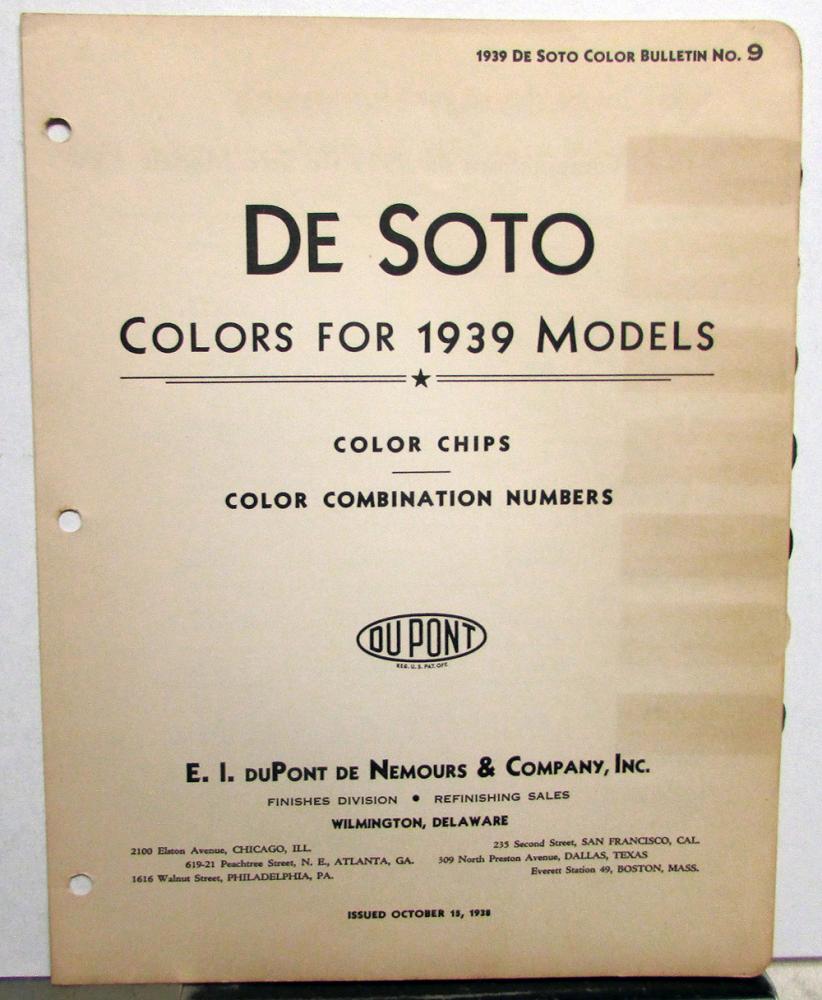 1939 DE SOTO COLOR BULLETIN NO. 9
DE SOTO
COLORS FOR 1939 MODELS
COLOR CHIPS
COLOR COMBINATION NUMBERS
DU PONT
REG. U.S. PAT. OFF.
E. I. DUPONT DE NEMOURS & COMPANY, INC.
FINISHES DIVISION • REFINISHING SALES
WILMINGTON, DELAWARE
2100 Elston Avenue, CHICAGO, ILL.
235 Second Street, SAN FRANCISCO, CAL.
619-21 Peachtree Street, N. E., ATLANTA, GA.
309 North Preston Avenue, DALLAS, TEXAS
1616 Walnut Street, PHILADELPHIA, PA.
Everett Station 49, BOSTON, MASS.
ISSUED OCTOBER 15, 1938